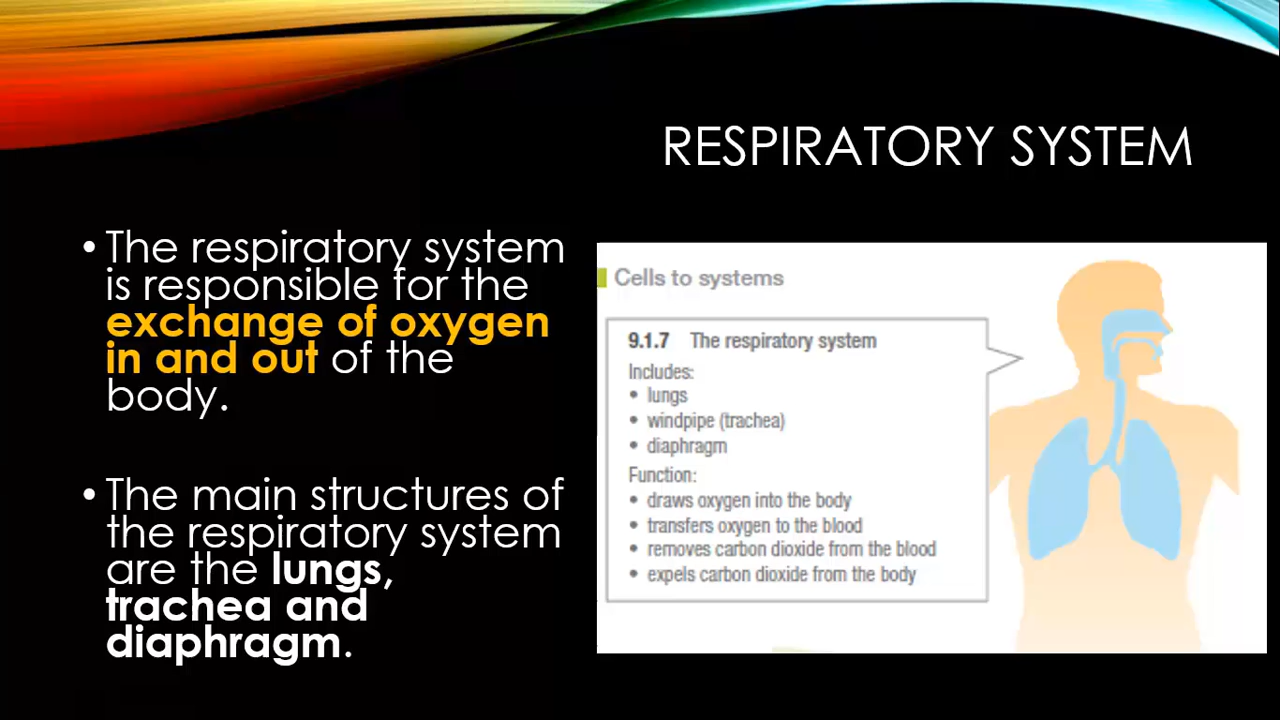 RESPIRATORY SYSTEM
• The respiratory system
is responsible for the
exchange of oxygen
in and out of the
body.
• The main structures of
the respiratory system
are the lungs,
trachea and
diaphragm.
Cells to systems
9.1.7 The respiratory system
Includes:
• lungs
• windpipe (trachea)
• diaphragm
Function:
• draws oxygen into the body
• transfers oxygen to the blood
• removes carbon dioxide from the blood
• expels carbon dioxide from the body